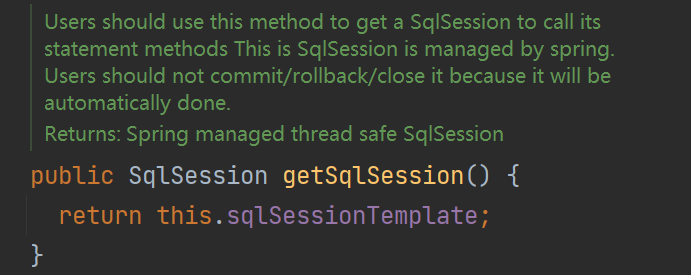 Users should use this method to get a SqlSession to call its
statement methods This is SqlSession is managed by spring.
Users should not commit/rollback/close it because it will be
automatically done.
Returns: Spring managed thread safe SqlSession
public SqlSession getSqlSession() {
  return this.sqlSessionTemplate;
}